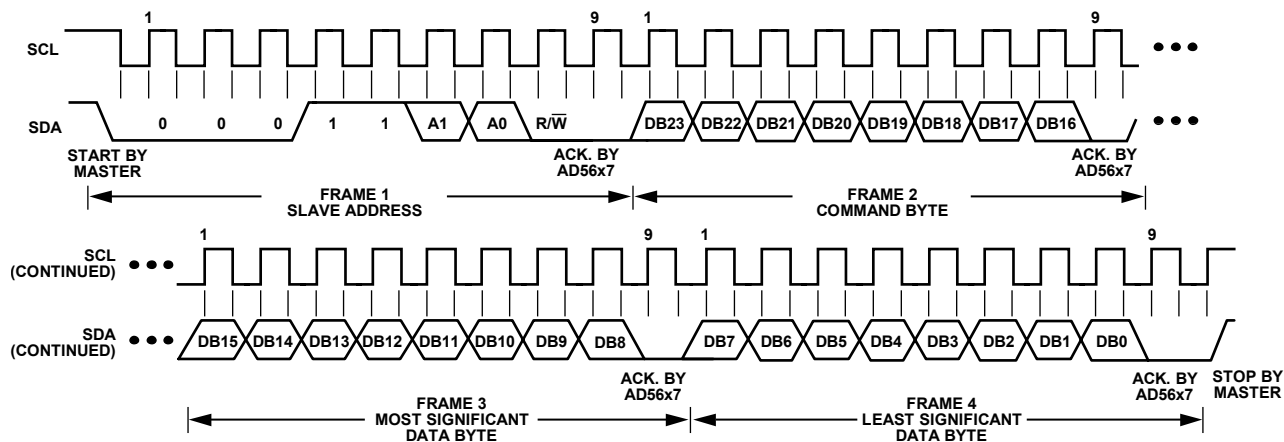 1 9 1 9
SCL
SDA
0 0 0 1 1 A1 A0 R/W̅ DB23 DB22 DB21 DB20 DB19 DB18 DB17 DB16
START BY
MASTER
ACK. BY
AD56x7
ACK. BY
AD56x7
FRAME 1
SLAVE ADDRESS
FRAME 2
COMMAND BYTE
1 9 1 9
SCL
(CONTINUED)
SDA
(CONTINUED)
DB15 DB14 DB13 DB12 DB11 DB10 DB9 DB8 DB7 DB6 DB5 DB4 DB3 DB2 DB1 DB0
ACK. BY
AD56x7
ACK. BY
AD56x7
STOP BY
MASTER
FRAME 3
MOST SIGNIFICANT
DATA BYTE
FRAME 4
LEAST SIGNIFICANT
DATA BYTE